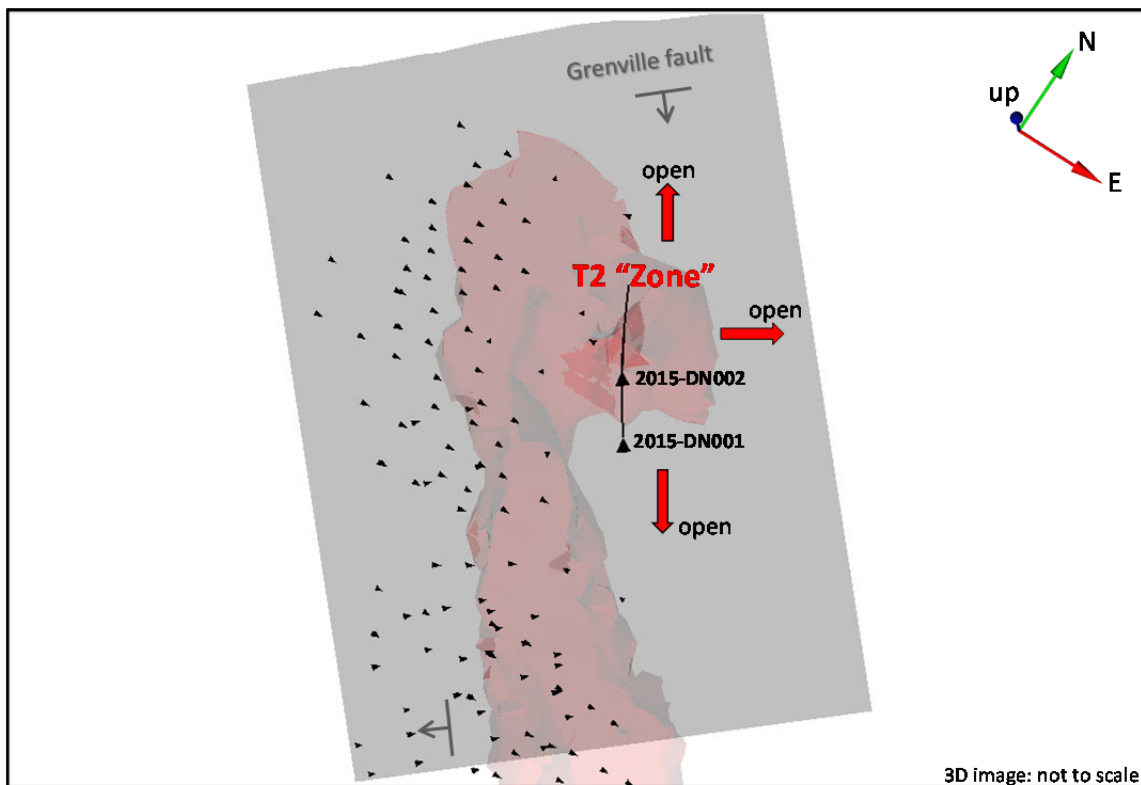 Grenville fault
N
up
E
open
T2 “Zone”
open
2015-DN002
2015-DN001
open
3D image: not to scale